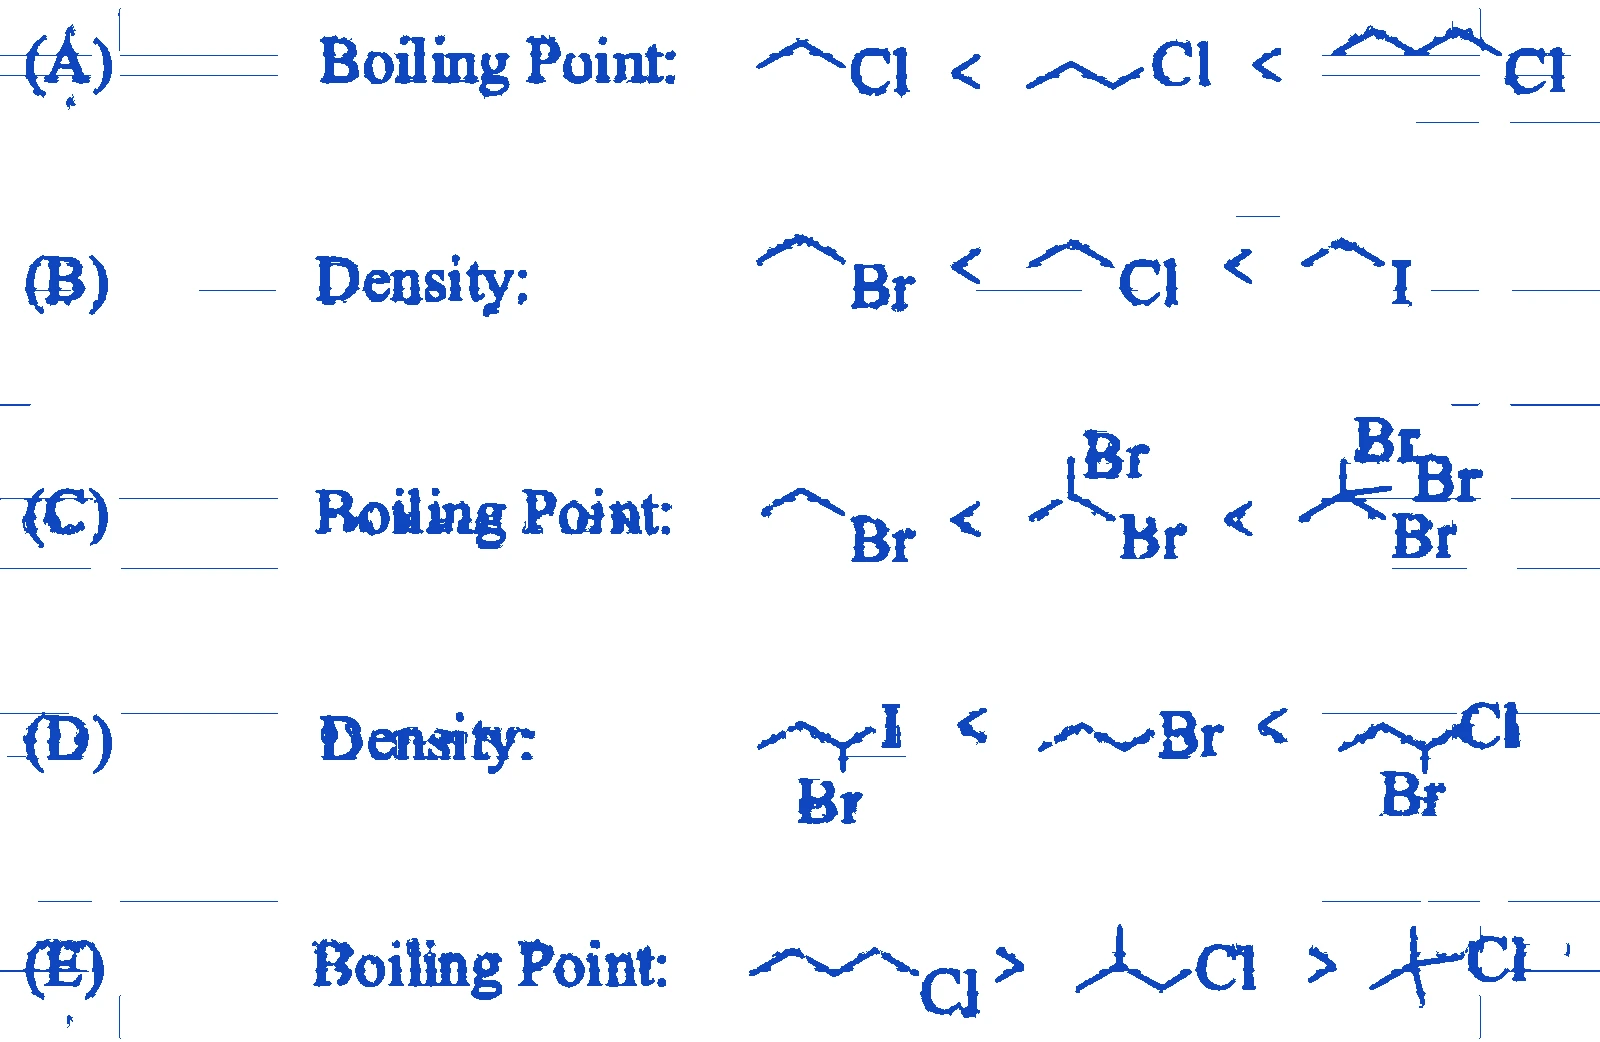 (A) Boiling Point: Cl < Cl < Cl
(B) Density: Br < Cl < I
(C) Boiling Point: Br < Br Br < Br Br Br
(D) Density: I Br < Br < Cl Br
(E) Boiling Point: Cl > Cl > Cl